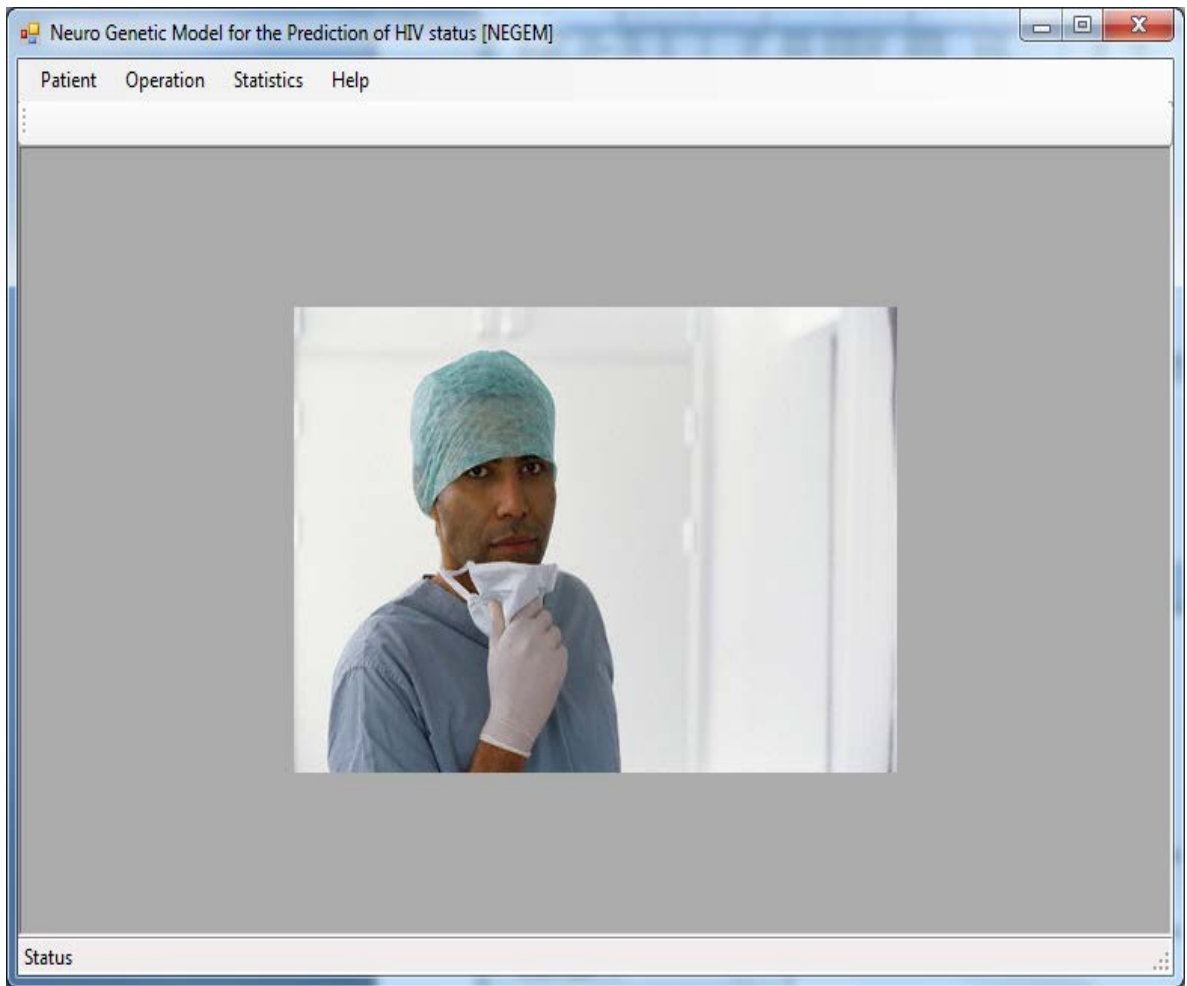 Neuro Genetic Model for the Prediction of HIV status [NEGEM]
Patient Operation Statistics Help
Status